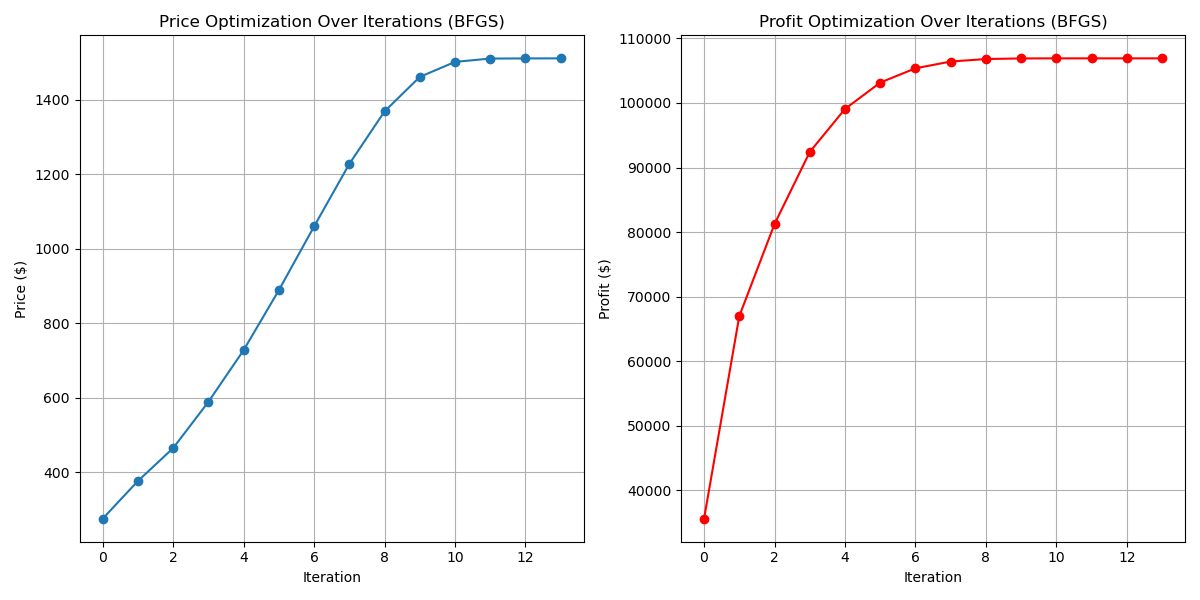 Price Optimization Over Iterations (BFGS)
Price ($)
1400
1200
1000
800
600
400
0 2 4 6 8 10 12
Iteration
Profit Optimization Over Iterations (BFGS)
Profit ($)
110000
100000
90000
80000
70000
60000
50000
40000
0 2 4 6 8 10 12
Iteration